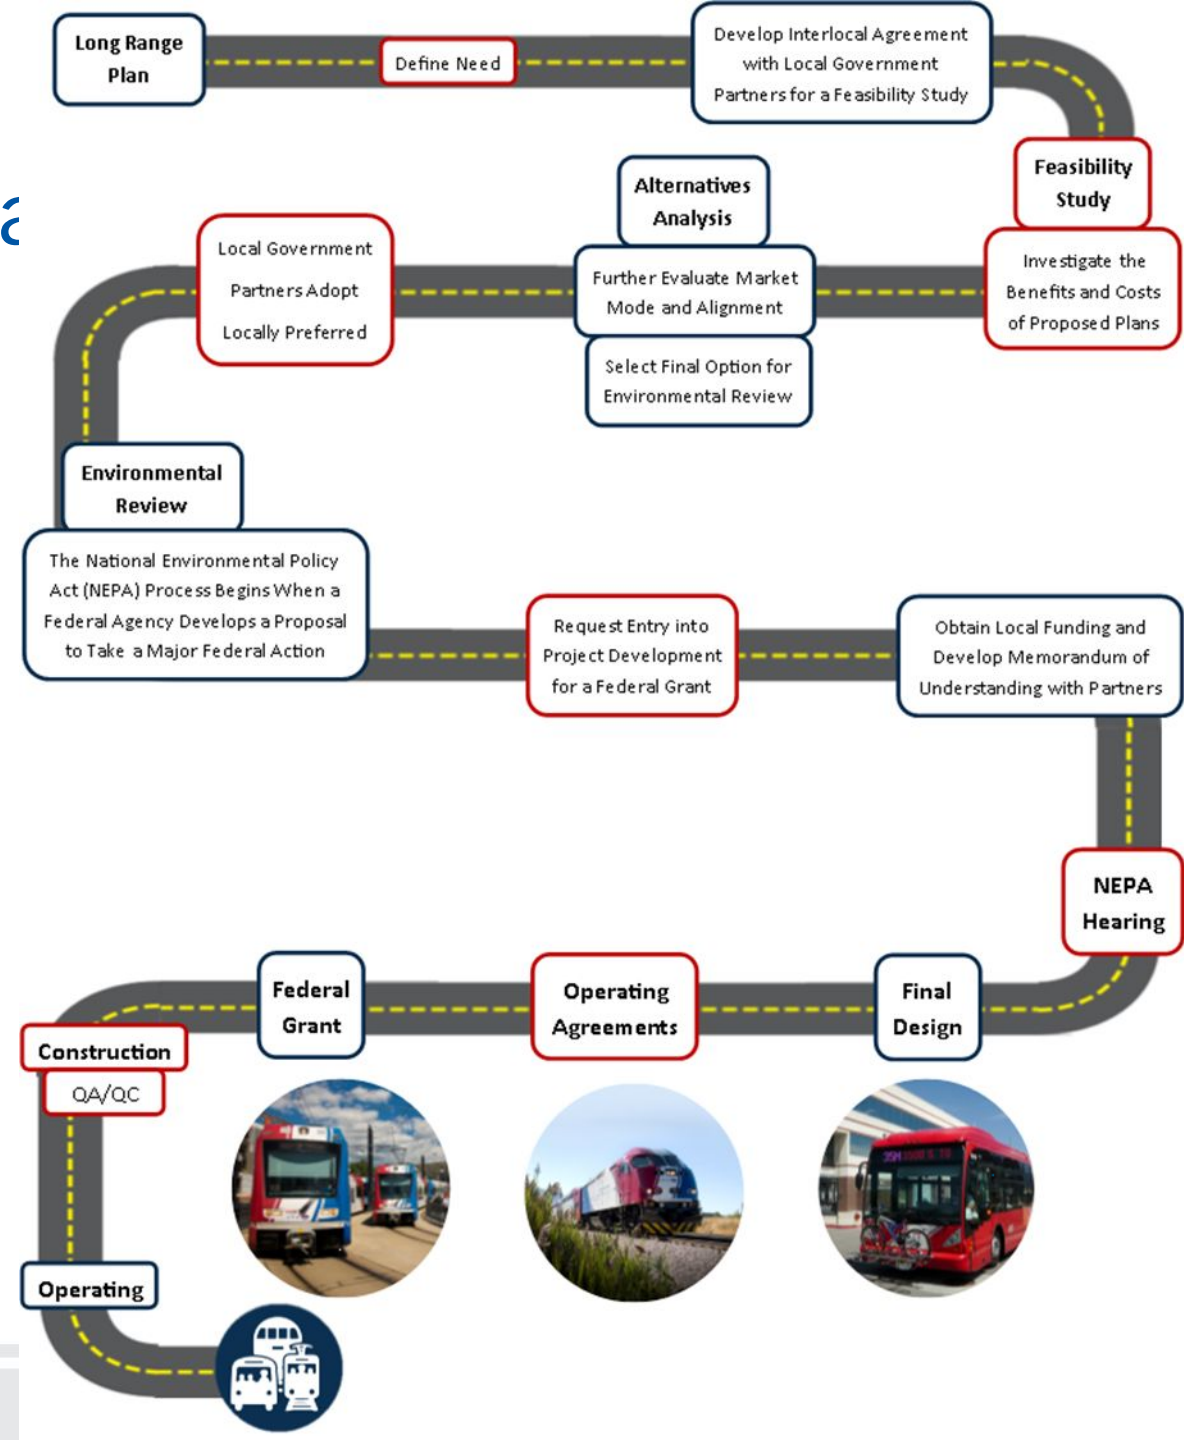 Long Range
Plan
Define Need
Develop Interlocal Agreement
with Local Government
Partners for a Feasibility Study
Feasibility
Study
Investigate the
Benefits and Costs
of Proposed Plans
Alternatives
Analysis
Further Evaluate Market
Mode and Alignment
Select Final Option for
Environmental Review
Local Government
Partners Adopt
Locally Preferred
Environmental
Review
The National Environmental Policy
Act (NEPA) Process Begins When a
Federal Agency Develops a Proposal
to Take a Major Federal Action
Request Entry into
Project Development
for a Federal Grant
Obtain Local Funding and
Develop Memorandum of
Understanding with Partners
NEPA
Hearing
Final
Design
Operating
Agreements
Federal
Grant
Construction
QA/QC
Operating